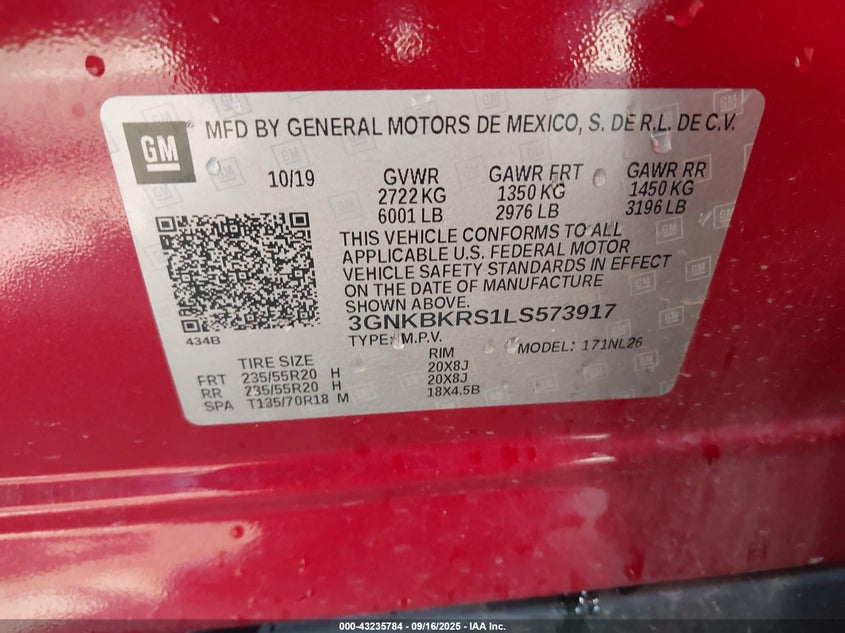 GM
MFD BY GENERAL MOTORS DE MEXICO, S. DE R.L. DE C.V.
10/19
GVWR GAWR FRT GAWR RR
2722 KG 1350 KG 1450 KG
6001 LB 2976 LB 3196 LB
THIS VEHICLE CONFORMS TO ALL
APPLICABLE U.S. FEDERAL MOTOR
VEHICLE SAFETY STANDARDS IN EFFECT
ON THE DATE OF MANUFACTURE
SHOWN ABOVE.
3GNKBKRS1LS573917
434B
TYPE: M.P.V. MODEL: 171NL26
TIRE SIZE RIM
FRT 235/55R20 H 20X8J
RR 235/55R20 H 20X8J
SPA T135/70R18 M 18X4.5B
000-43235784 - 09/16/2025 - IAA Inc.